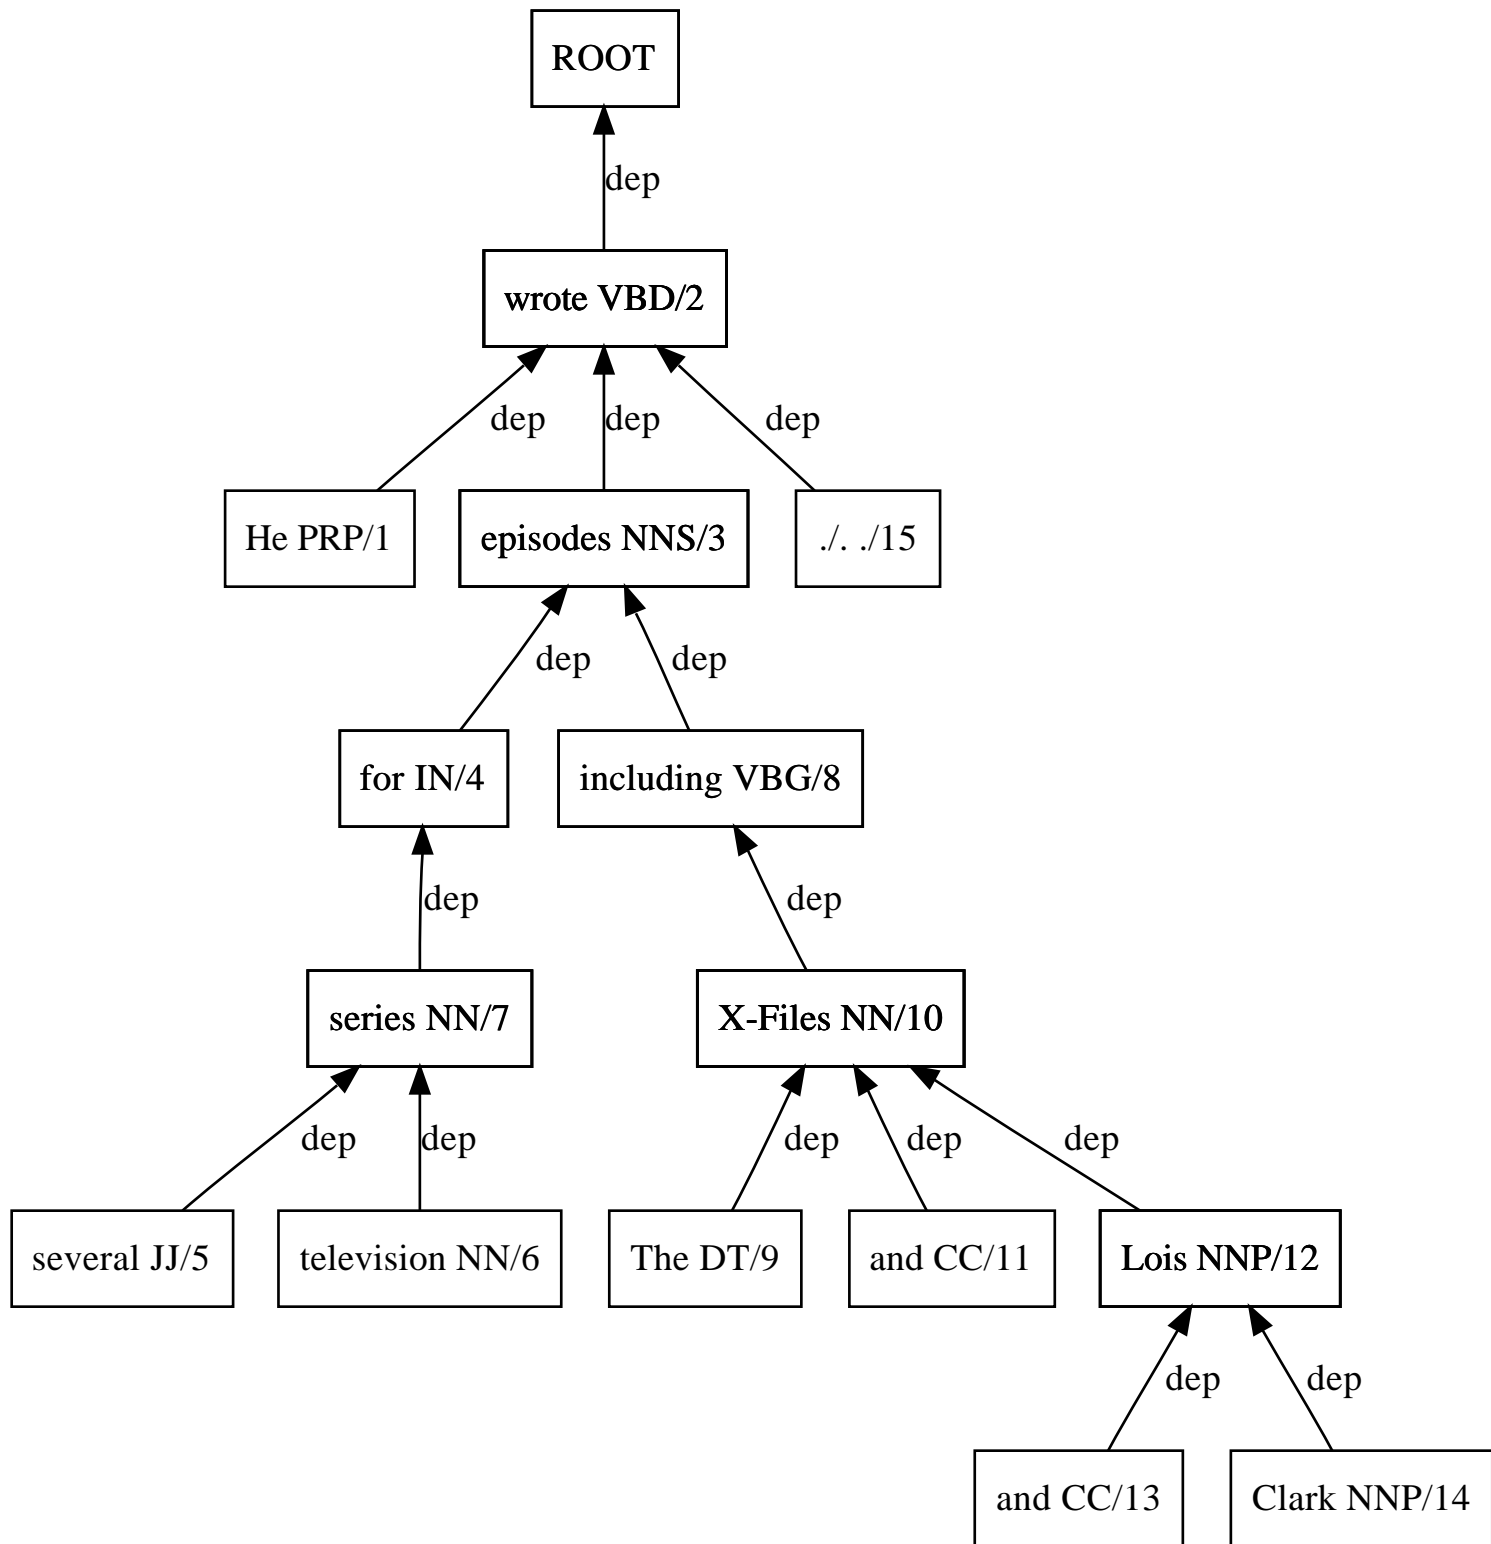 ROOT
dep
wrote VBD/2
dep dep dep
He PRP/1 episodes NNS/3 ./. ./15
dep dep
for IN/4 including VBG/8
dep dep
series NN/7 X-Files NN/10
dep dep dep dep dep
several JJ/5 television NN/6 The DT/9 and CC/11 Lois NNP/12
dep dep
and CC/13 Clark NNP/14